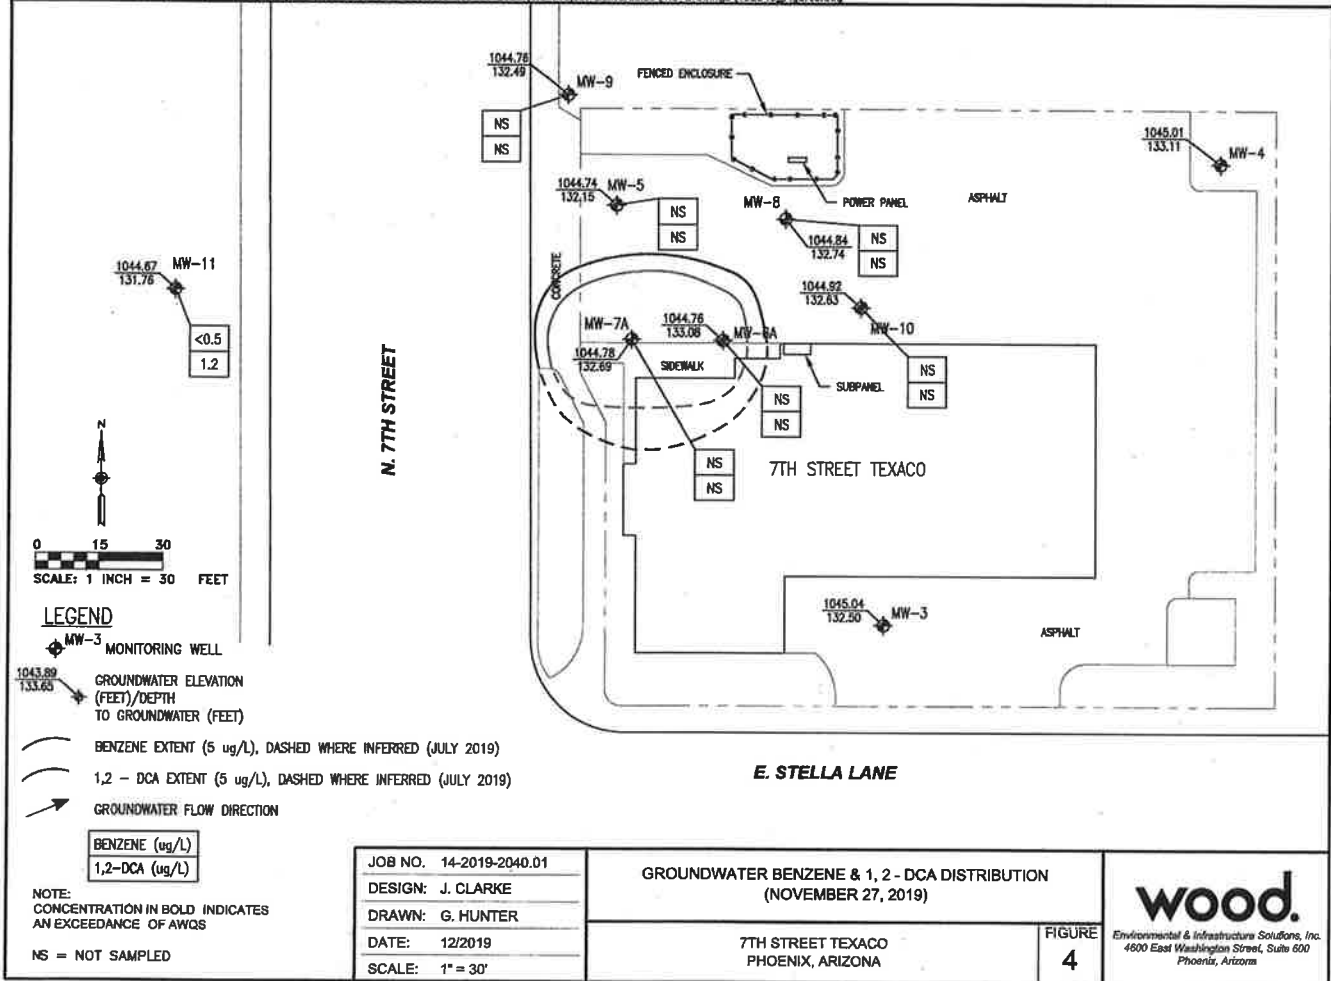 1044.76
132.49
MW-9
NS
NS
FENCED ENCLOSURE
1045.01
133.11
MW-4
1044.74
132.15
MW-5
NS
NS
MW-8
POWER PANEL
ASPHALT
1044.84
132.74
NS
NS
1044.67
131.76
MW-11
<0.5
1.2
CONCRETE
1044.92
132.63
MW-10
NS
NS
MW-7A
1044.78
132.69
1044.76
133.08
MW-6A
SIDEWALK
SUBPANEL
NS
NS
NS
NS
N. 7TH STREET
7TH STREET TEXACO
N
0 15 30
SCALE: 1 INCH = 30 FEET
1045.04
132.50
MW-3
ASPHALT
E. STELLA LANE
LEGEND
MW-3 MONITORING WELL
1043.89
133.65
GROUNDWATER ELEVATION
(FEET)/DEPTH
TO GROUNDWATER (FEET)
BENZENE EXTENT (5 ug/L), DASHED WHERE INFERRED (JULY 2019)
1,2 - DCA EXTENT (5 ug/L), DASHED WHERE INFERRED (JULY 2019)
GROUNDWATER FLOW DIRECTION
BENZENE (ug/L)
1,2-DCA (ug/L)
NOTE:
CONCENTRATION IN BOLD INDICATES
AN EXCEEDANCE OF AWQS
NS = NOT SAMPLED
JOB NO. 14-2019-2040.01
DESIGN: J. CLARKE
DRAWN: G. HUNTER
DATE: 12/2019
SCALE: 1" = 30'
GROUNDWATER BENZENE & 1, 2 - DCA DISTRIBUTION
(NOVEMBER 27, 2019)
7TH STREET TEXACO
PHOENIX, ARIZONA
FIGURE
4
wood.
Environmental & Infrastructure Solutions, Inc.
4600 East Washington Street, Suite 600
Phoenix, Arizona